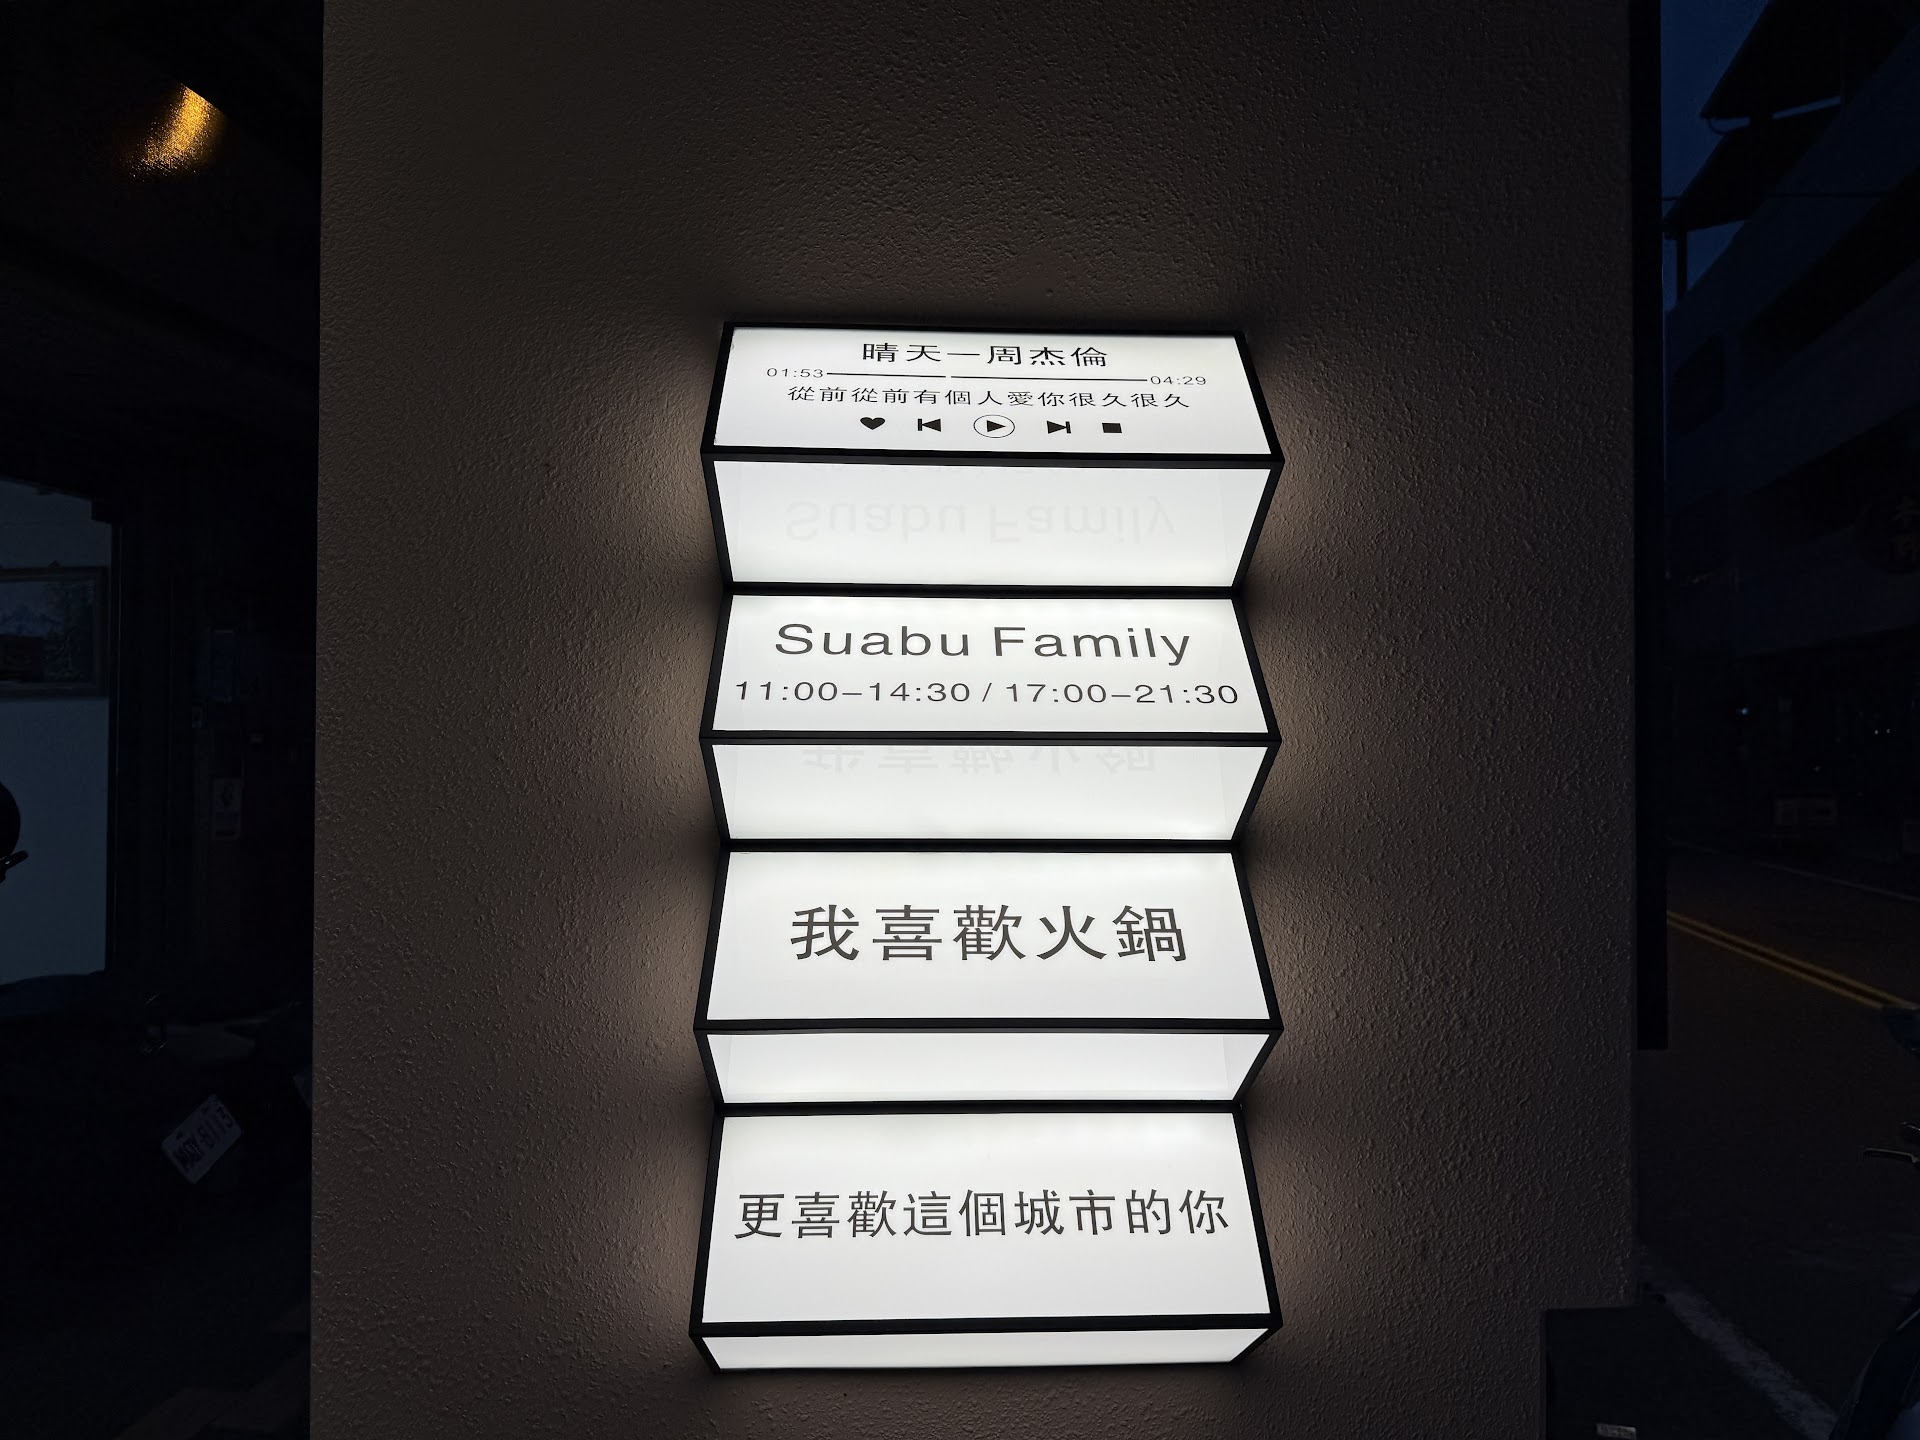 晴天—周杰倫
01:53 04:29
從前從前有個人愛你很久很久
Suabu Family
11:00–14:30 / 17:00–21:30
我喜歡火鍋
更喜歡這個城市的你